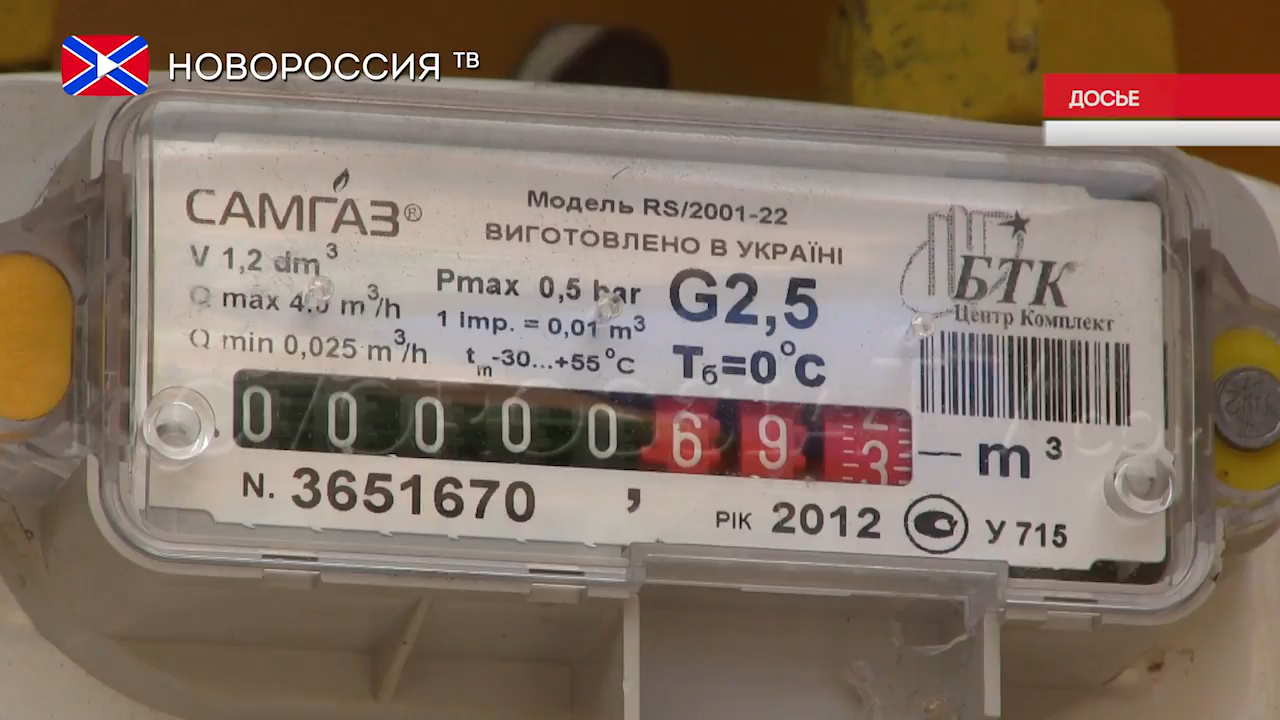 НОВОРОССИЯ ТВ
ДОСЬЕ
САМГАЗ®
Модель RS/2001-22
ВИГОТОВЛЕНО В УКРАЇНІ
V 1,2 dm³
Q max 4.0 m³/h
Q min 0,025 m³/h
Pmax 0,5 bar
1 Imp. = 0,01 m³
tm-30...+55°C
G2,5
Tб=0°C
БТК
Центр Комплект
0 0 0 0 0 6 9 3
m³
N. 3651670
,
РІК 2012
У 715